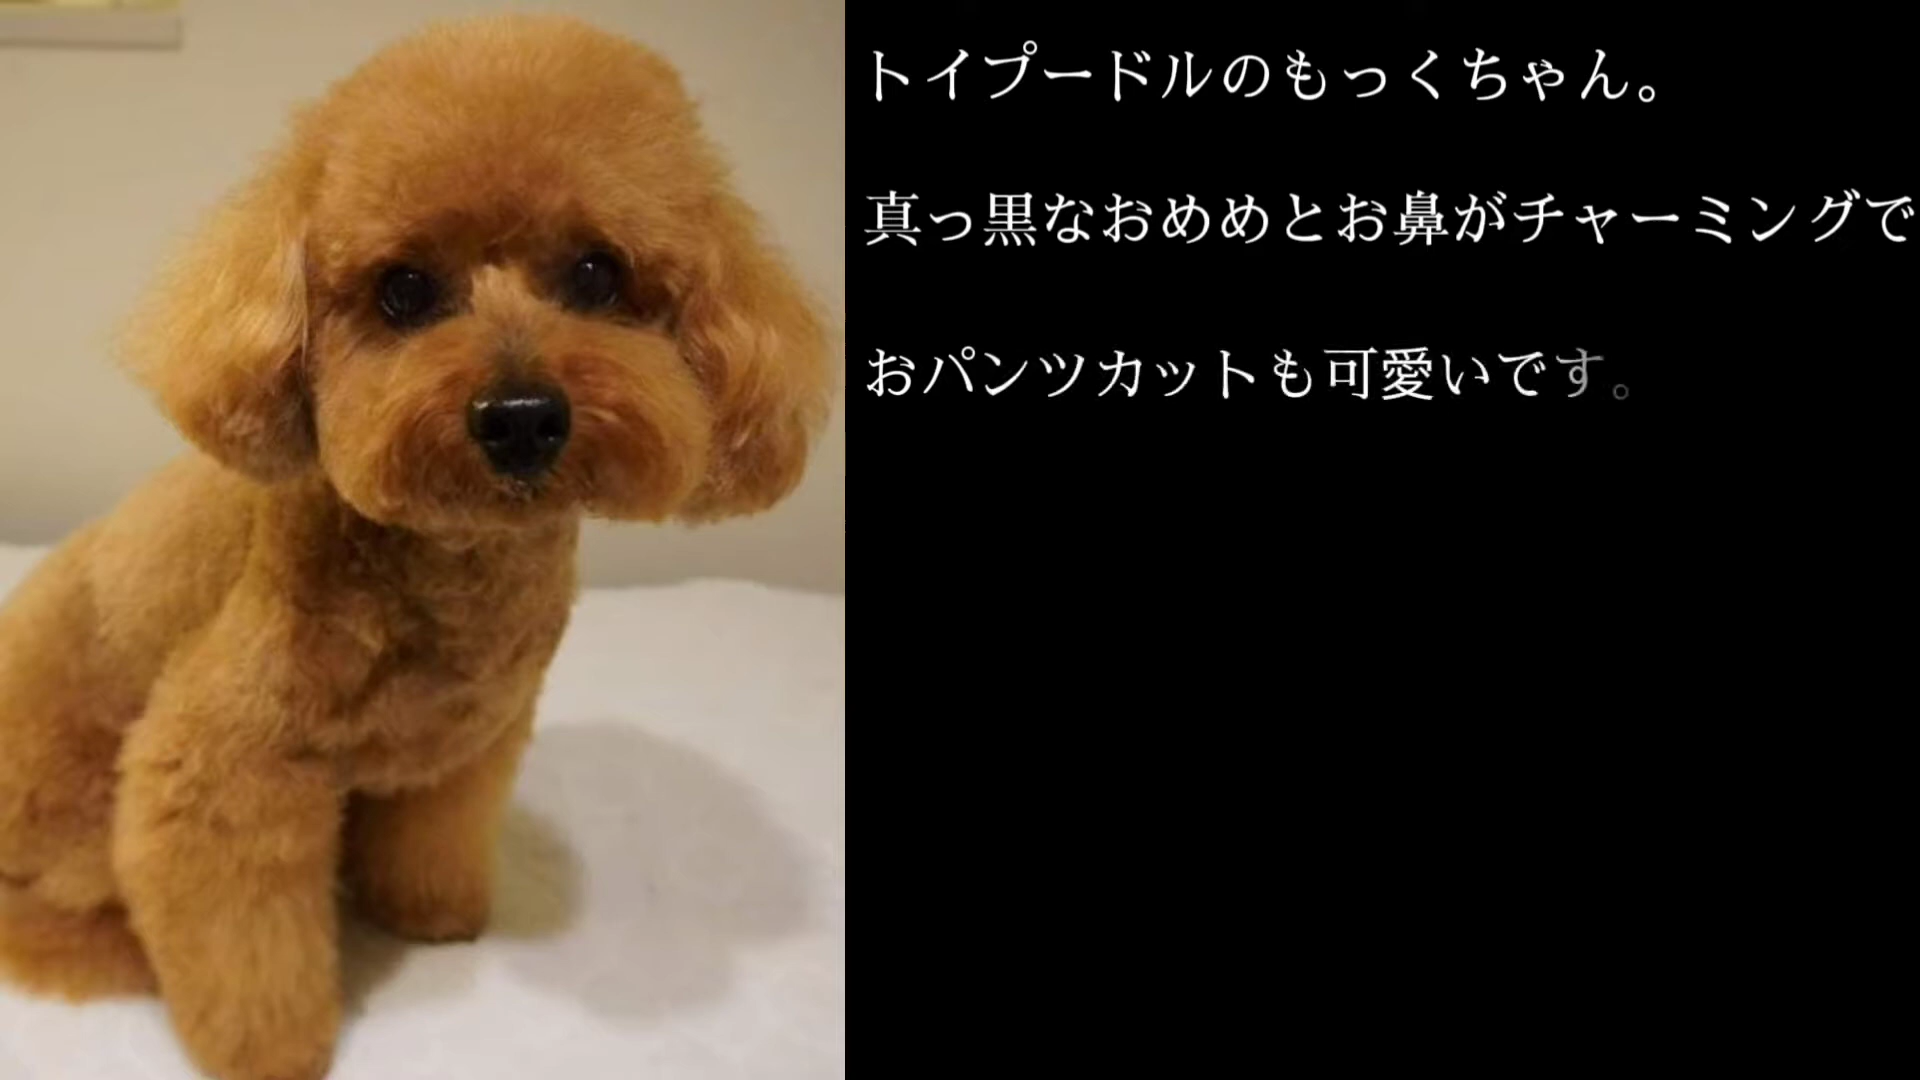 トイプードルのもっくちゃん。
真っ黒なおめめとお鼻がチャーミングで
おパンツカットも可愛いです。